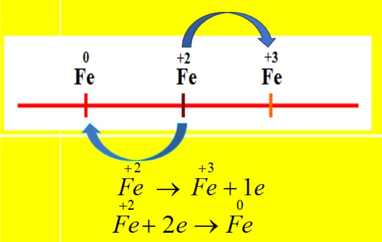 0 +2 +3
Fe Fe Fe
+2 +3
Fe → Fe + 1e
+2 0
Fe + 2e → Fe